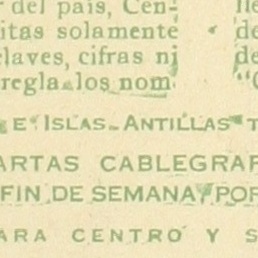 r del país, Cen-
itas solamente
laves, cifras ni
regla los nom-
E ISLAS ANTILLAS
ARTAS CABLEGRAF
FIN DE SEMANA, POR
ARA CENTRO Y S